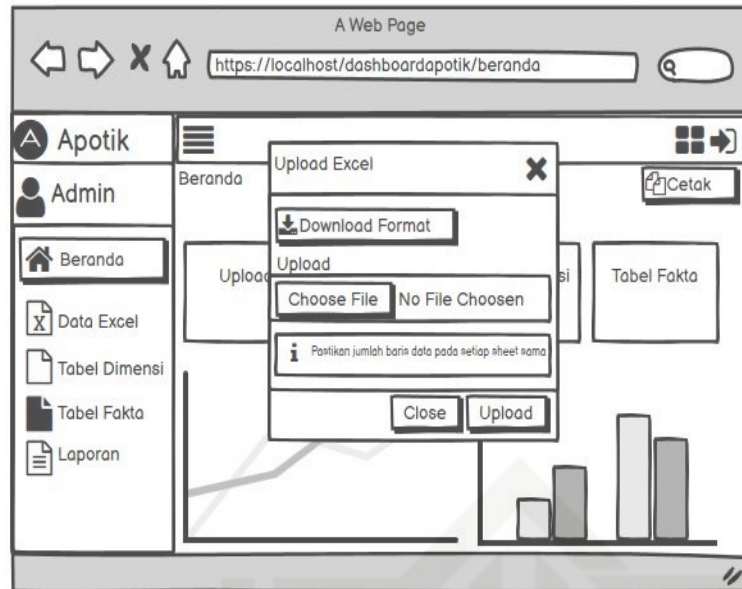 A Web Page
https://localhost/dashboardapotik/beranda
A Apotik
Admin
Beranda
Data Excel
Tabel Dimensi
Tabel Fakta
Laporan
Beranda
Cetak
Upload
si
Tabel Fakta
Upload Excel
Download Format
Upload
Choose File No File Choosen
i Pastikan jumlah baris data pada setiap sheet sama
Close Upload